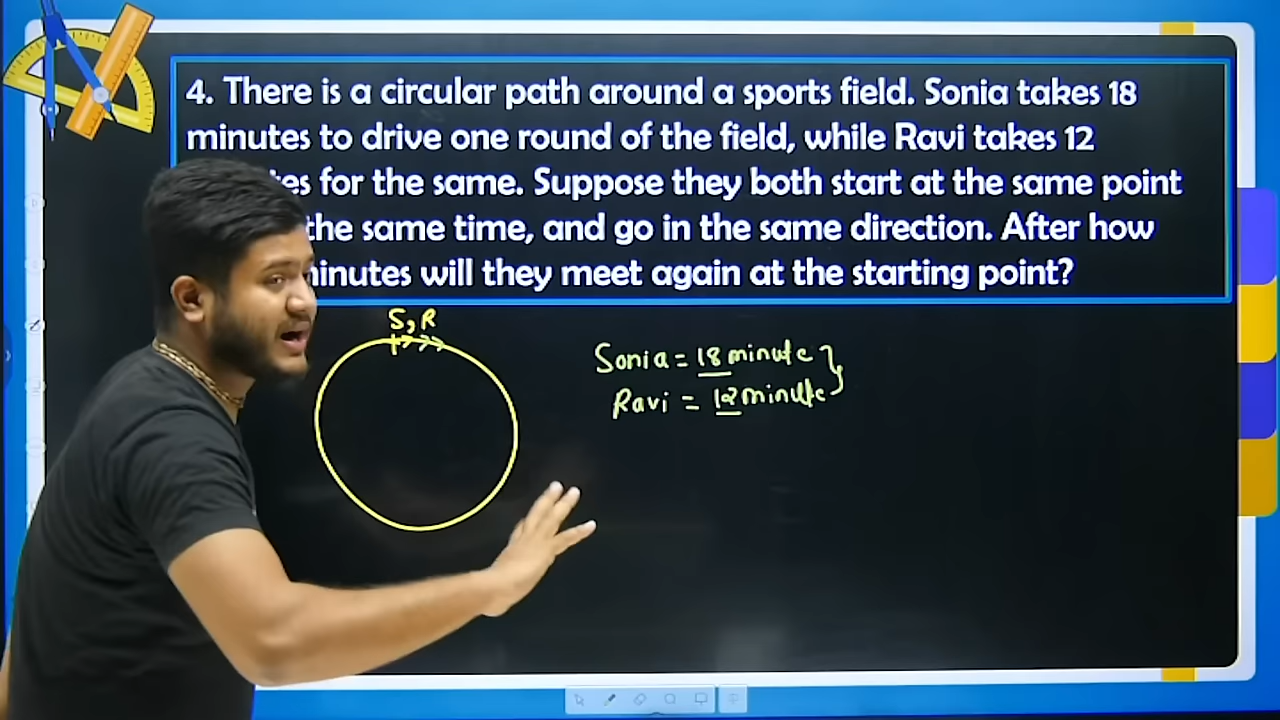 4. There is a circular path around a sports field. Sonia takes 18
minutes to drive one round of the field, while Ravi takes 12
for the same. Suppose they both start at the same point
the same time, and go in the same direction. After how
will they meet again at the starting point?
S, R
Sonia = 18 minute
Ravi = 12 minute